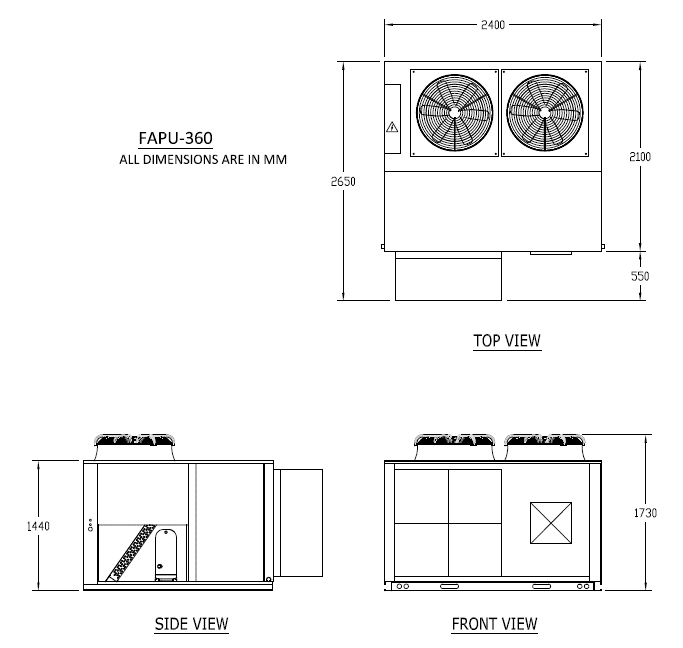 2400
FAPU-360
ALL DIMENSIONS ARE IN MM
2650
2100
550
TOP VIEW
1440
1730
SIDE VIEW
FRONT VIEW